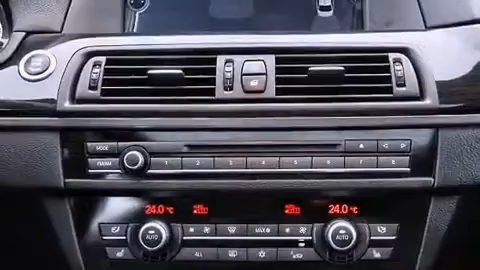 MODE
FM/AM 1 2 3 4 5 6 7 8
24.0 °C 24.0 °C
MAX
AUTO AUTO
ALL